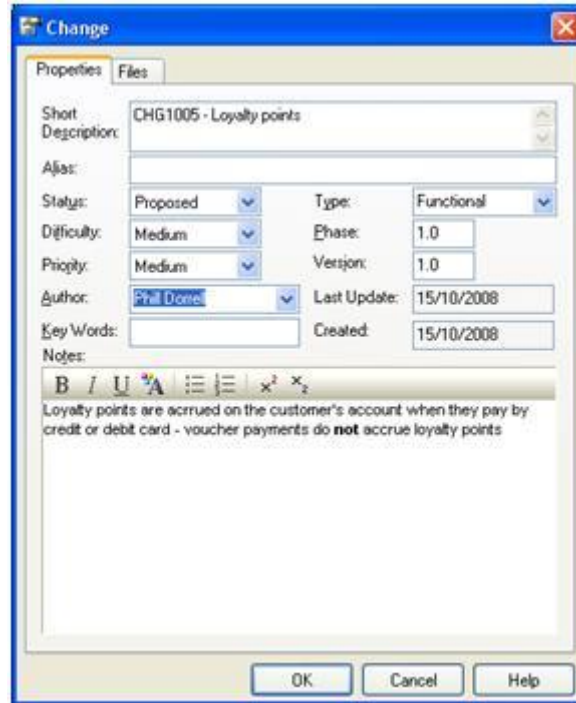 Change
Properties Files
Short Description: CHG1005 - Loyalty points
Alias:
Status: Proposed Type: Functional
Difficulty: Medium Phase: 1.0
Priority: Medium Version: 1.0
Author: Phill Dorrell Last Update: 15/10/2008
Key Words: Created: 15/10/2008
Notes:
B I U A x² x₂
Loyalty points are acrrued on the customer's account when they pay by
credit or debit card - voucher payments do not accrue loyalty points
OK Cancel Help